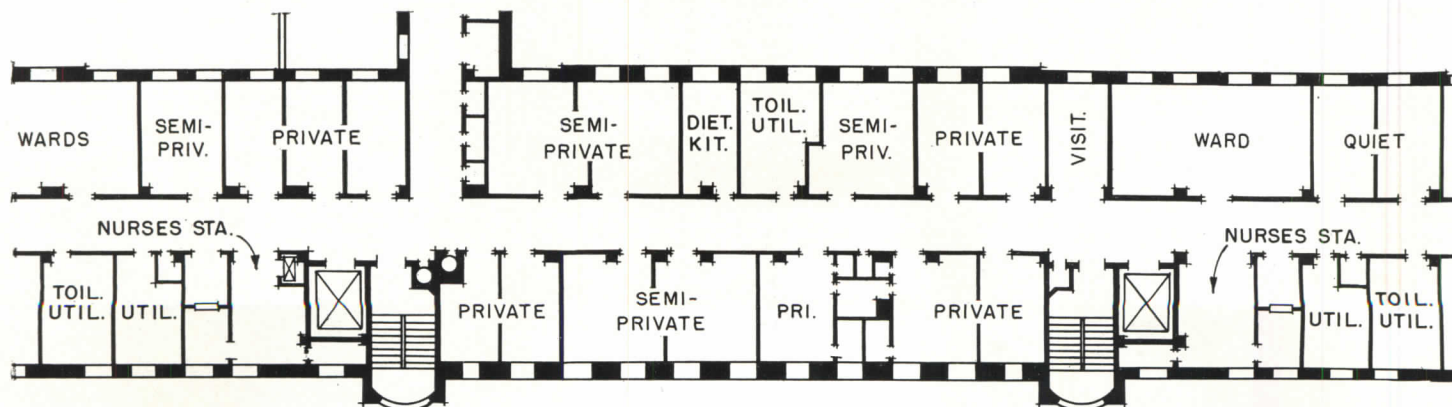 WARDS
SEMI-
PRIV.
PRIVATE
SEMI-
PRIVATE
DIET.
KIT.
TOIL.
UTIL.
SEMI-
PRIV.
PRIVATE
VISIT.
WARD
QUIET
NURSES STA.
NURSES STA.
TOIL.
UTIL.
UTIL.
PRIVATE
SEMI-
PRIVATE
PRI.
PRIVATE
UTIL.
TOIL.
UTIL.